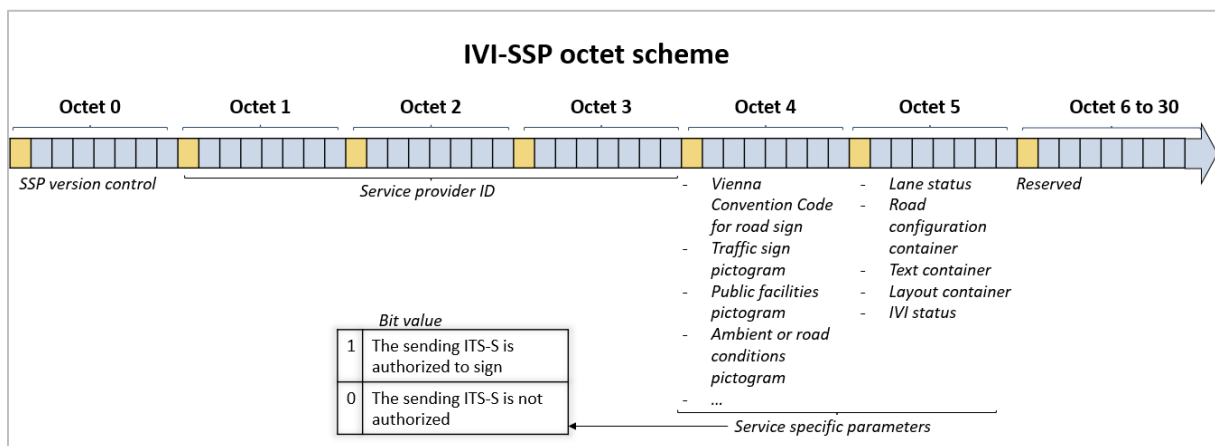 IVI-SSP octet scheme
Octet 0
Octet 1
Octet 2
Octet 3
Octet 4
Octet 5
Octet 6 to 30
SSP version control
Service provider ID
- Vienna
Convention Code
for road sign
- Traffic sign
pictogram
- Public facilities
pictogram
- Ambient or road
conditions
pictogram
- ...
- Lane status
- Road
configuration
container
- Text container
- Layout container
- IVI status
Reserved
Bit value
1 The sending ITS-S is
authorized to sign
0 The sending ITS-S is not
authorized
Service specific parameters